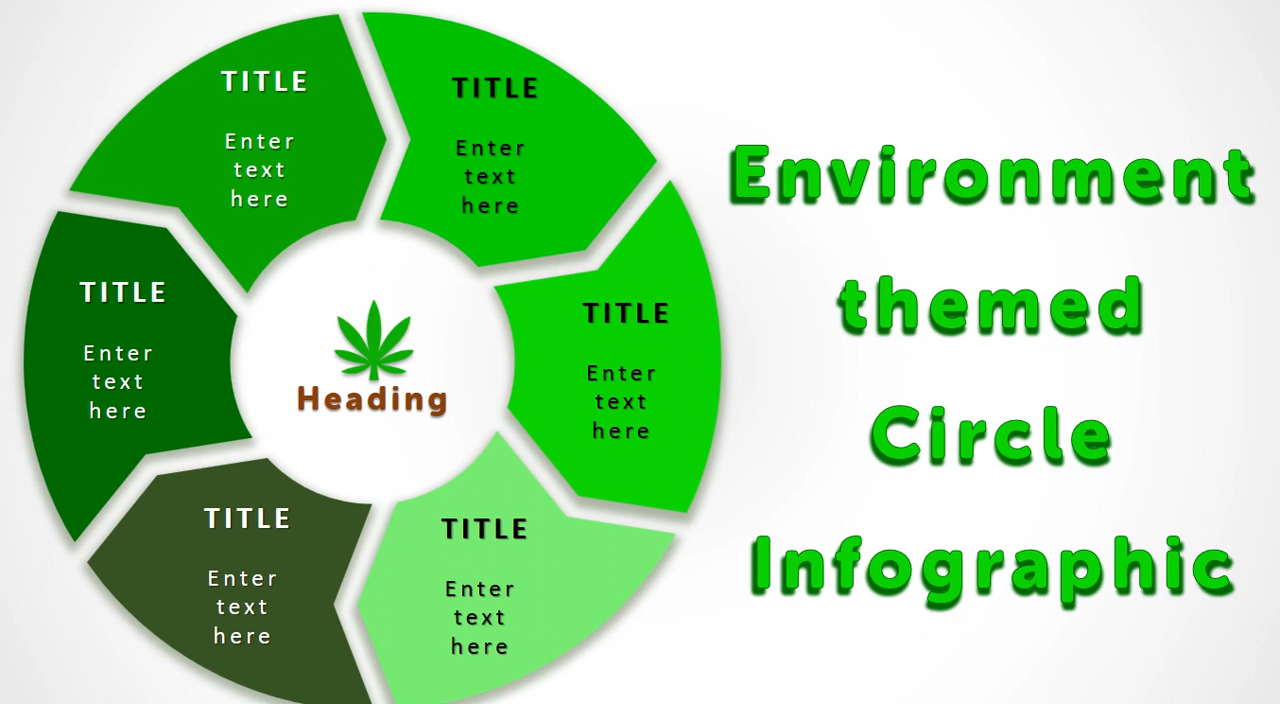 TITLE
Enter
text
here
TITLE
Enter
text
here
TITLE
Enter
text
here
TITLE
Enter
text
here
TITLE
Enter
text
here
TITLE
Enter
text
here
Heading
Environment
themed
Circle
Infographic